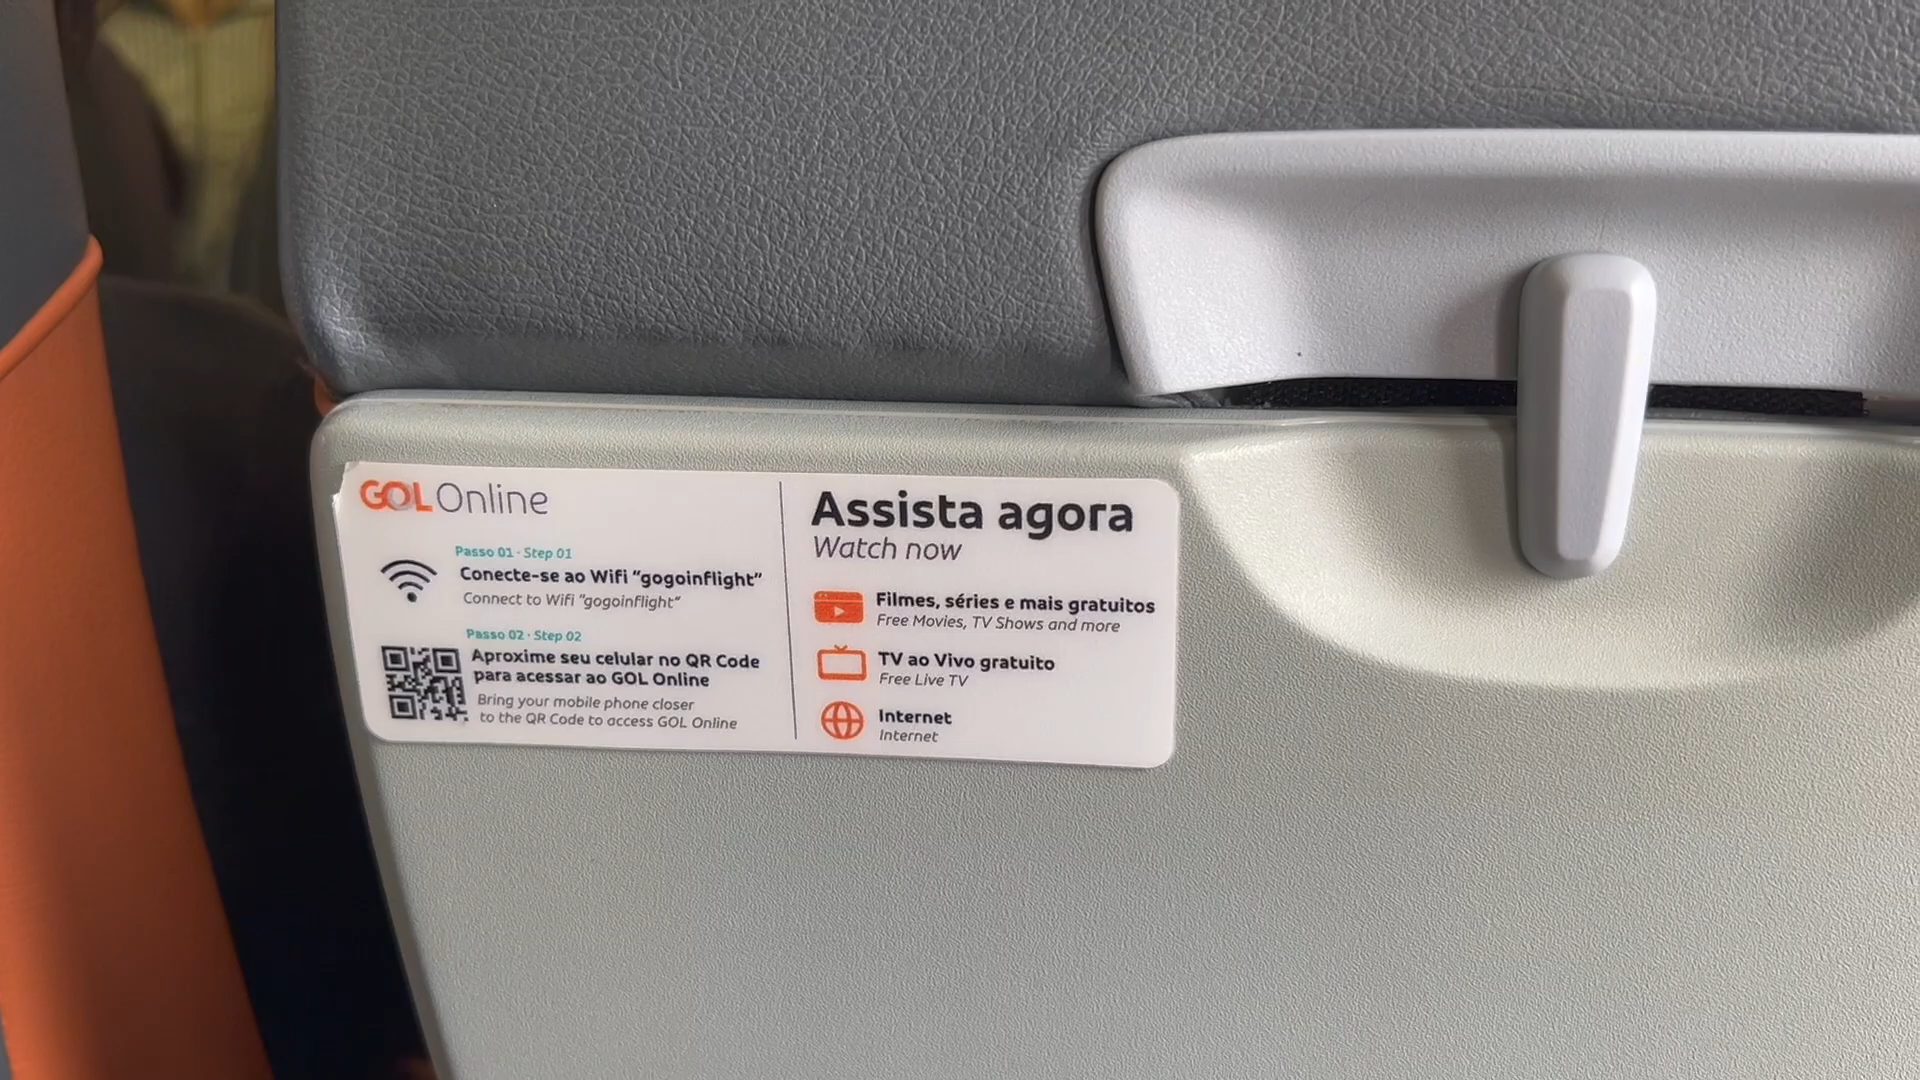 GOL Online
Passo 01 · Step 01
Conecte-se ao Wifi “gogoinflight”
Connect to Wifi “gogoinflight”
Passo 02 · Step 02
Aproxime seu celular no QR Code
para acessar ao GOL Online
Bring your mobile phone closer
to the QR Code to access GOL Online
Assista agora
Watch now
Filmes, séries e mais gratuitos
Free Movies, TV Shows and more
TV ao Vivo gratuito
Free Live TV
Internet
Internet